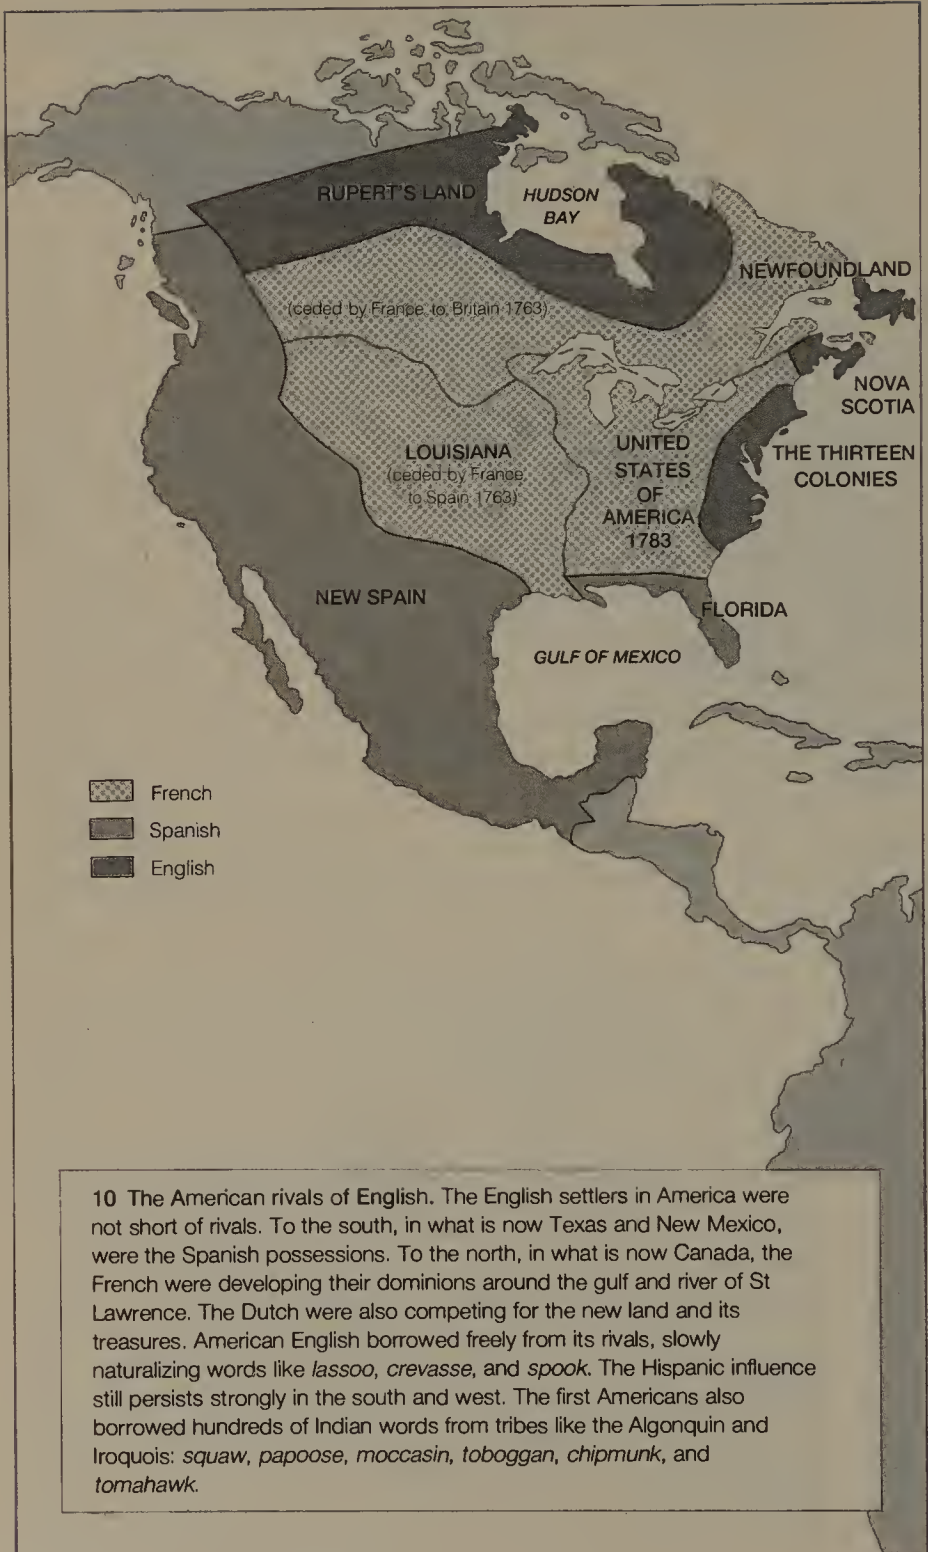 RUPERT'S LAND
HUDSON
BAY
NEWFOUNDLAND
(ceded by France to Britain 1763)
NOVA
SCOTIA
LOUISIANA
(ceded by France
to Spain 1763)
UNITED
STATES
OF
AMERICA
1783
THE THIRTEEN
COLONIES
NEW SPAIN
FLORIDA
GULF OF MEXICO
French
Spanish
English
10 The American rivals of English. The English settlers in America were
not short of rivals. To the south, in what is now Texas and New Mexico,
were the Spanish possessions. To the north, in what is now Canada, the
French were developing their dominions around the gulf and river of St
Lawrence. The Dutch were also competing for the new land and its
treasures. American English borrowed freely from its rivals, slowly
naturalizing words like lassoo, crevasse, and spook. The Hispanic influence
still persists strongly in the south and west. The first Americans also
borrowed hundreds of Indian words from tribes like the Algonquin and
Iroquois: squaw, papoose, moccasin, toboggan, chipmunk, and
tomahawk.